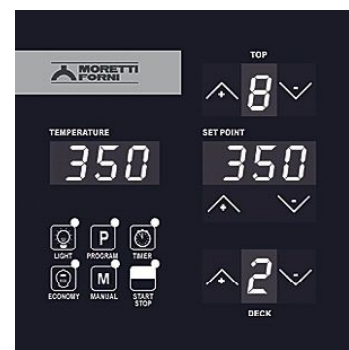 MORETTI
FORNI
TOP
+ 8 -
TEMPERATURE
SET POINT
350
350
+ -
P
LIGHT
PROGRAM
TIMER
M
ECONOMY
MANUAL
START
STOP
+ 2 -
DECK